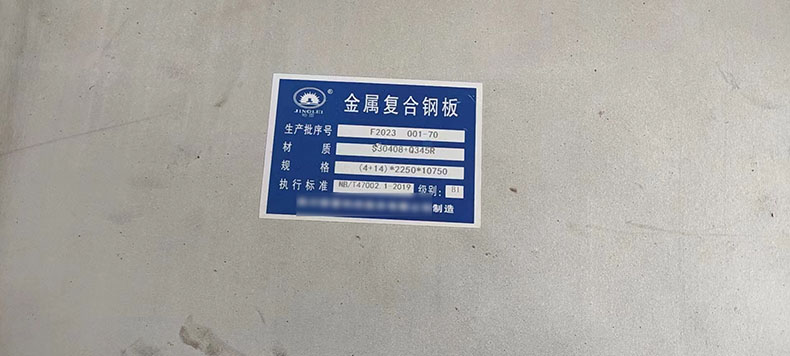 JINGLEI
®
金属复合钢板
生产批序号 F2023 001-70
材 质 S30408+Q345R
规 格 (4+14)*2250*10750
执行标准 NB/T47002.1-2019 级别: B1
制造